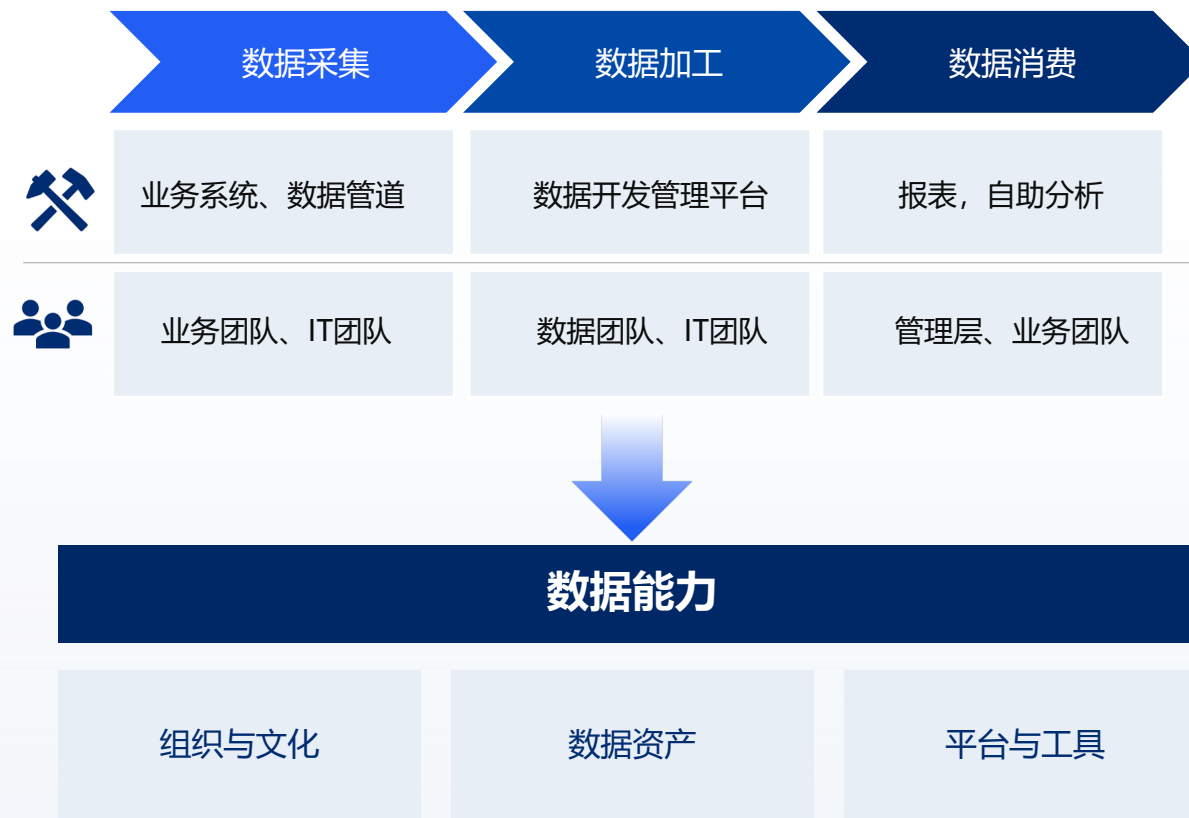 数据采集
数据加工
数据消费
业务系统、数据管道
数据开发管理平台
报表，自助分析
业务团队、IT团队
数据团队、IT团队
管理层、业务团队
数据能力
组织与文化
数据资产
平台与工具